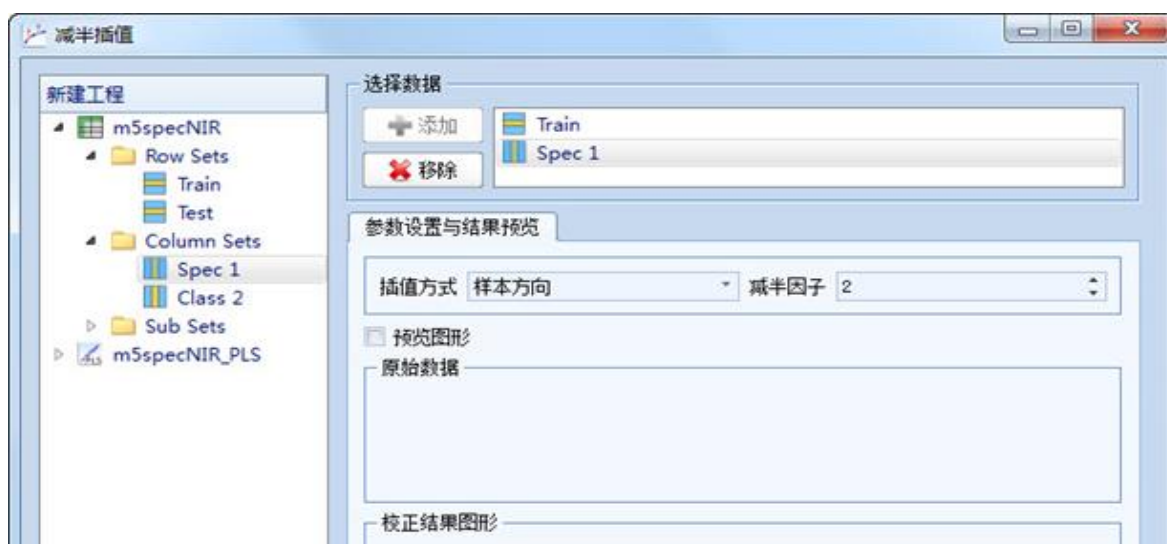 减半插值
新建工程
m5specNIR
Row Sets
Train
Test
Column Sets
Spec 1
Class 2
Sub Sets
m5specNIR_PLS
选择数据
添加
移除
Train
Spec 1
参数设置与结果预览
插值方式 样本方向 减半因子 2
预览图形
原始数据
校正结果图形